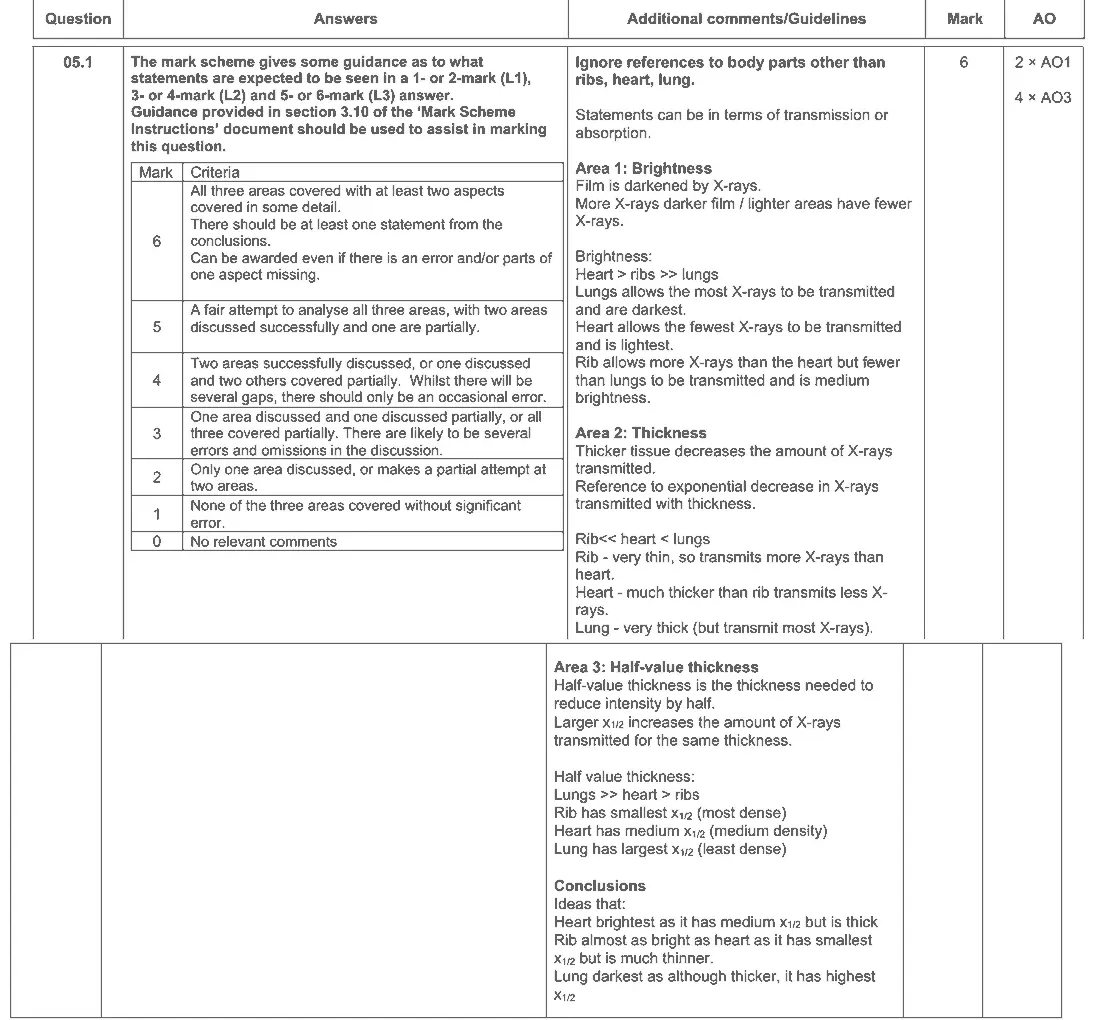 Question Answers Additional comments/Guidelines Mark AO
05.1
The mark scheme gives some guidance as to what
statements are expected to be seen in a 1- or 2-mark (L1),
3- or 4-mark (L2) and 5- or 6-mark (L3) answer.
Guidance provided in section 3.10 of the ‘Mark Scheme
Instructions’ document should be used to assist in marking
this question.
Mark Criteria
6
All three areas covered with at least two aspects
covered in some detail.
There should be at least one statement from the
conclusions.
Can be awarded even if there is an error and/or parts of
one aspect missing.
5
A fair attempt to analyse all three areas, with two areas
discussed successfully and one are partially.
4
Two areas successfully discussed, or one discussed
and two others covered partially. Whilst there will be
several gaps, there should only be an occasional error.
3
One area discussed and one discussed partially, or all
three covered partially. There are likely to be several
errors and omissions in the discussion.
2
Only one area discussed, or makes a partial attempt at
two areas.
1
None of the three areas covered without significant
error.
0 No relevant comments
Ignore references to body parts other than
ribs, heart, lung.
Statements can be in terms of transmission or
absorption.
Area 1: Brightness
Film is darkened by X-rays.
More X-rays darker film / lighter areas have fewer
X-rays.
Brightness:
Heart > ribs >> lungs
Lungs allows the most X-rays to be transmitted
and are darkest.
Heart allows the fewest X-rays to be transmitted
and is lightest.
Rib allows more X-rays than the heart but fewer
than lungs to be transmitted and is medium
brightness.
Area 2: Thickness
Thicker tissue decreases the amount of X-rays
transmitted.
Reference to exponential decrease in X-rays
transmitted with thickness.
Rib<< heart < lungs
Rib - very thin, so transmits more X-rays than
heart.
Heart - much thicker than rib transmits less X-
rays.
Lung - very thick (but transmit most X-rays).
6
2 × AO1
4 × AO3
Area 3: Half-value thickness
Half-value thickness is the thickness needed to
reduce intensity by half.
Larger x1/2 increases the amount of X-rays
transmitted for the same thickness.
Half value thickness:
Lungs >> heart > ribs
Rib has smallest x1/2 (most dense)
Heart has medium x1/2 (medium density)
Lung has largest x1/2 (least dense)
Conclusions
Ideas that:
Heart brightest as it has medium x1/2 but is thick
Rib almost as bright as heart as it has smallest
x1/2 but is much thinner.
Lung darkest as although thicker, it has highest
x1/2